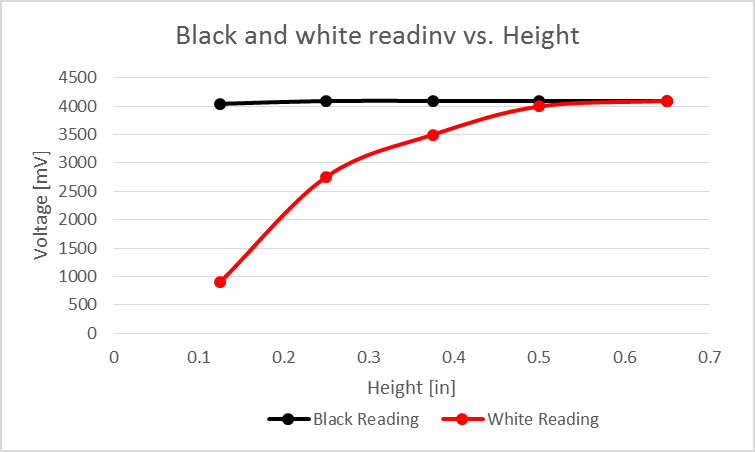 Black and white readinv vs. Height
4500
4000
3500
3000
2500
2000
1500
1000
500
0
Voltage [mV]
0 0.1 0.2 0.3 0.4 0.5 0.6 0.7
Height [in]
Black Reading White Reading